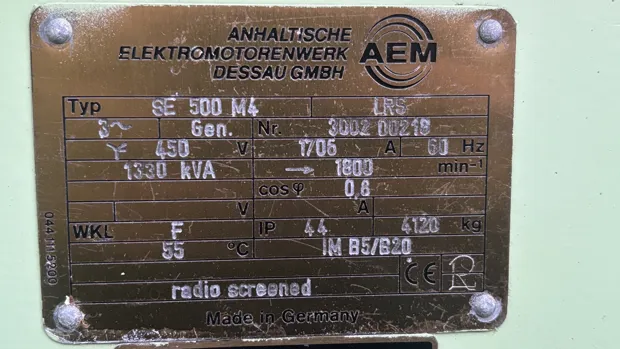 ANHALTISCHE
ELEKTROMOTORENWERK
DESSAU GMBH
AEM
Typ SE 500 M4 LRS
3~ Gen. Nr. 3002 00218
Y 450 V 1706 A 60 Hz
1330 kVA → 1800 min⁻¹
cos φ 0,8
V A
WKL F IP 44 4120 kg
55 °C IM B5/B20
CE
radio screened
Made in Germany